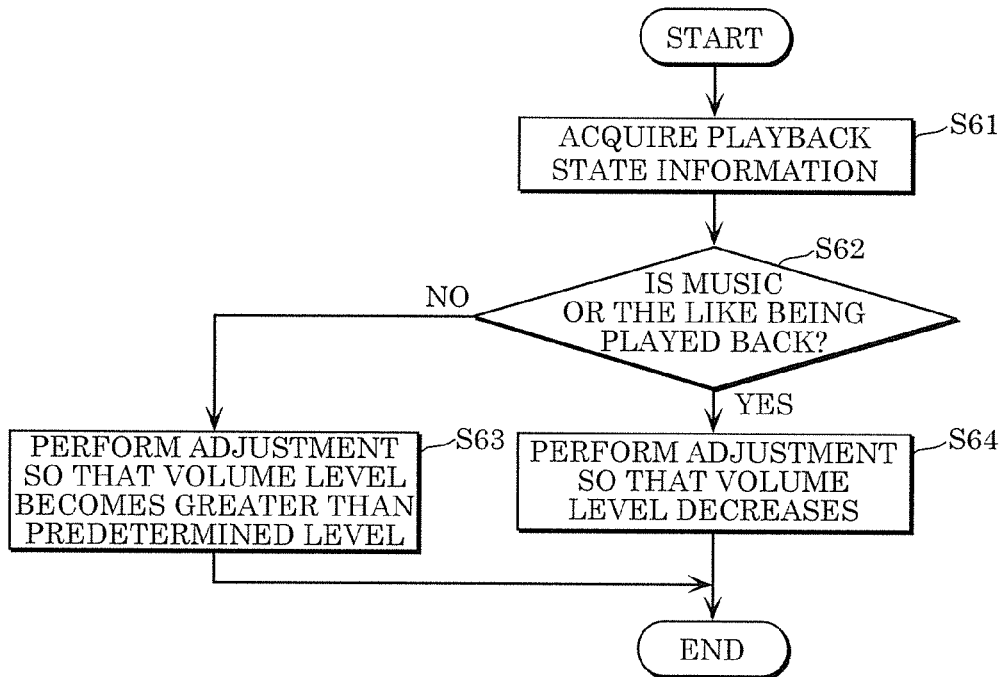 START
ACQUIRE PLAYBACK
STATE INFORMATION
S61
IS MUSIC
OR THE LIKE BEING
PLAYED BACK?
S62
NO
YES
PERFORM ADJUSTMENT
SO THAT VOLUME LEVEL
BECOMES GREATER THAN
PREDETERMINED LEVEL
S63
PERFORM ADJUSTMENT
SO THAT VOLUME
LEVEL DECREASES
S64
END